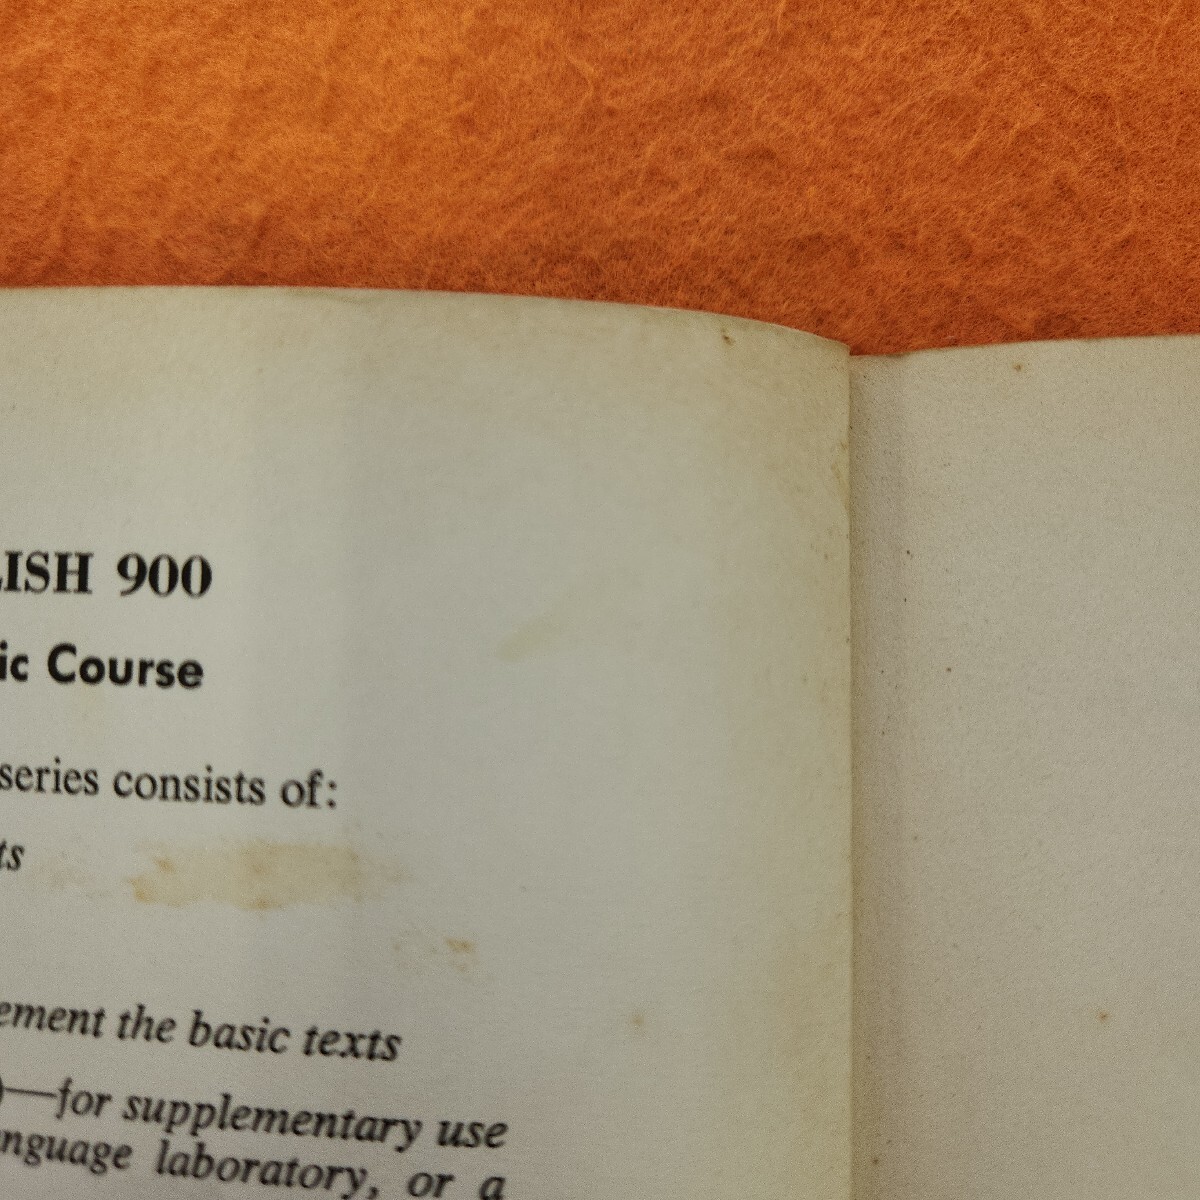 LISH 900
ic Course
series consists of:
ts
ement the basic texts
)—for supplementary use
nguage laboratory, or a